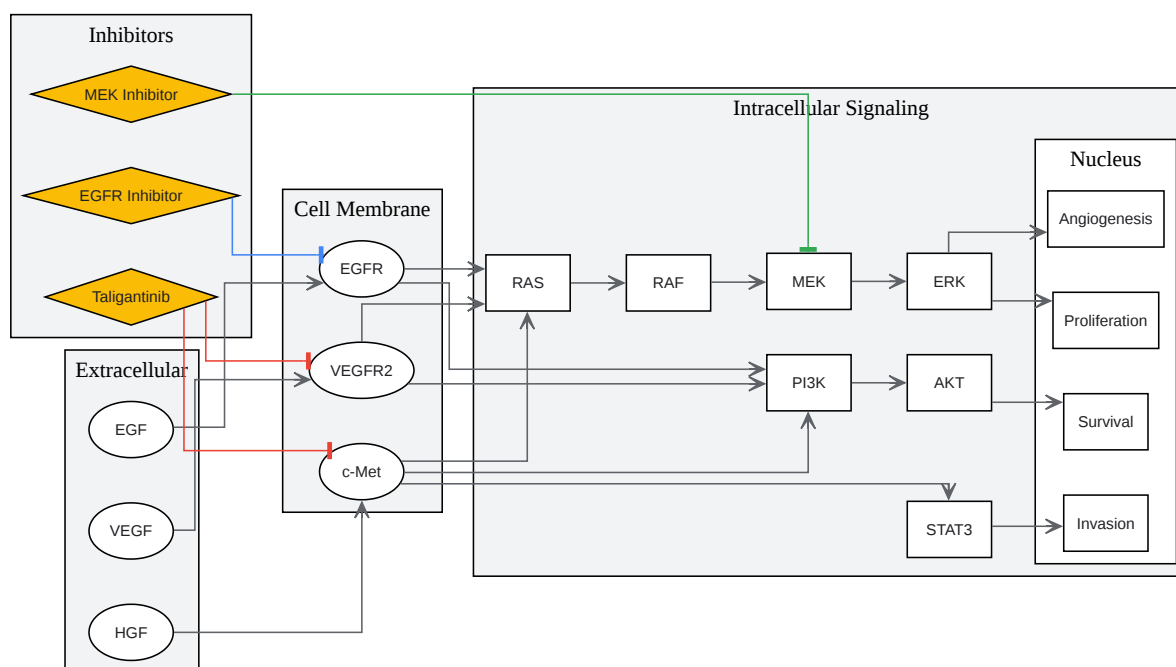 Inhibitors
MEK Inhibitor
EGFR Inhibitor
Taligantinib
Extracellular
EGF
VEGF
HGF
Cell Membrane
EGFR
VEGFR2
c-Met
Intracellular Signaling
RAS
RAF
MEK
ERK
PI3K
AKT
STAT3
Nucleus
Angiogenesis
Proliferation
Survival
Invasion